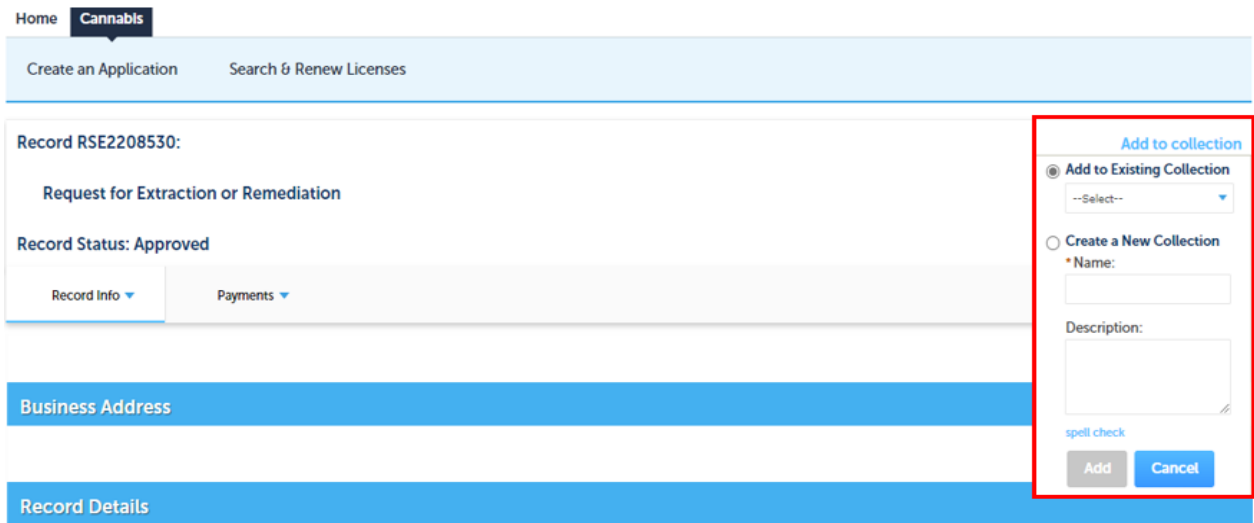 Home Cannabis
Create an Application Search & Renew Licenses
Record RSE2208530:
Request for Extraction or Remediation
Record Status: Approved
Record Info Payments
Business Address
Record Details
Add to collection
Add to Existing Collection
--Select--
Create a New Collection
*Name:
Description:
spell check
Add Cancel